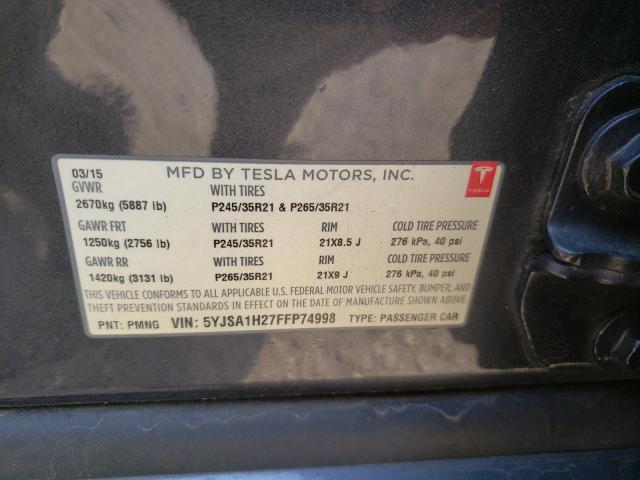 03/15 MFD BY TESLA MOTORS, INC.
GVWR WITH TIRES
2670kg (5887 lb) P245/35R21 & P265/35R21
GAWR FRT WITH TIRES RIM COLD TIRE PRESSURE
1250kg (2756 lb) P245/35R21 21X8.5 J 276 kPa, 40 psi
GAWR RR WITH TIRES RIM COLD TIRE PRESSURE
1420kg (3131 lb) P265/35R21 21X9 J 276 kPa, 40 psi
THIS VEHICLE CONFORMS TO ALL APPLICABLE U.S. FEDERAL MOTOR VEHICLE SAFETY, BUMPER, AND
THEFT PREVENTION STANDARDS IN EFFECT ON THE DATE OF MANUFACTURE SHOWN ABOVE.
PNT: PMNG VIN: 5YJSA1H27FFP74998 TYPE: PASSENGER CAR
TESLA